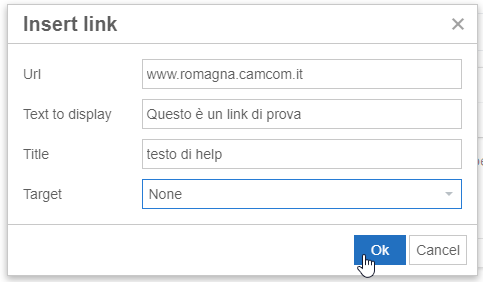 Insert link
Url
www.romagna.camcom.it
Text to display
Questo è un link di prova
Title
testo di help
Target
None
Ok
Cancel